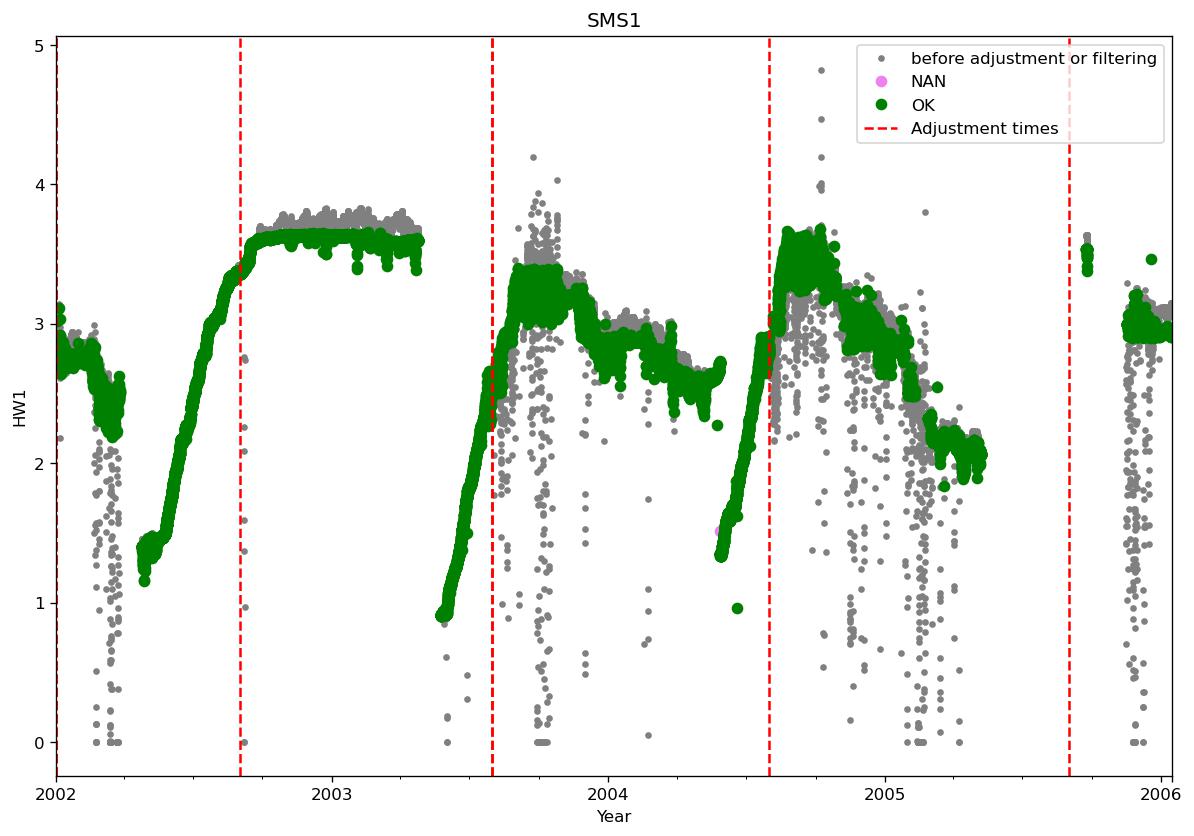 SMS1
5
4
3
2
1
0
HW1
before adjustment or filtering
NAN
OK
Adjustment times
2002
2003
2004
2005
2006
Year